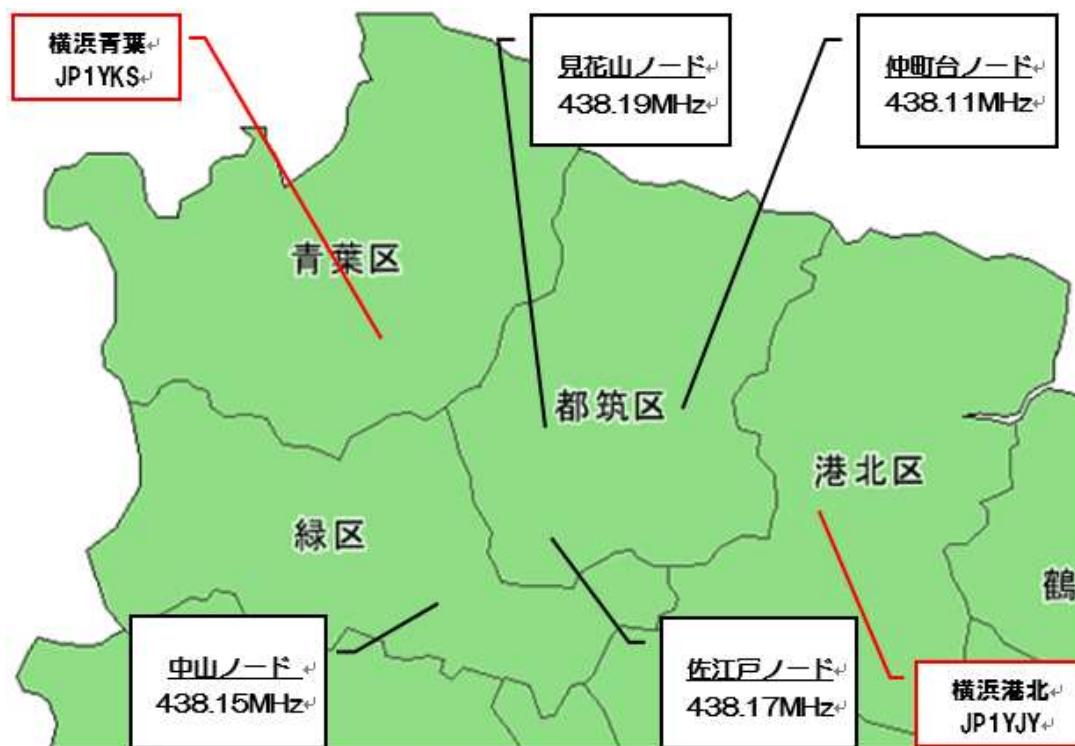 横浜青葉
JP1YKS
見花山ノード
438.19MHz
仲町台ノード
438.11MHz
青葉区
都筑区
港北区
緑区
鶴
中山ノード
438.15MHz
佐江戸ノード
438.17MHz
横浜港北
JP1YJY